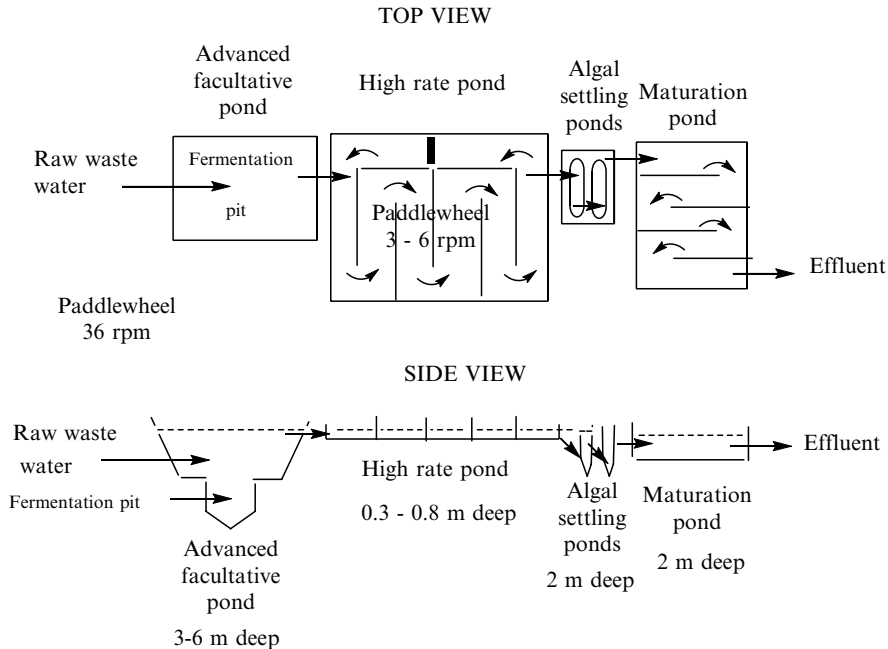 TOP VIEW
Advanced
facultative
pond
High rate pond
Algal
settling
ponds
Maturation
pond
Raw waste
water
Fermentation
pit
Paddlewheel
3 - 6 rpm
Effluent
Paddlewheel
36 rpm
SIDE VIEW
Raw waste
water
Fermentation pit
Advanced
facultative
pond
3-6 m deep
High rate pond
0.3 - 0.8 m deep
Algal
settling
ponds
2 m deep
Maturation
pond
2 m deep
Effluent